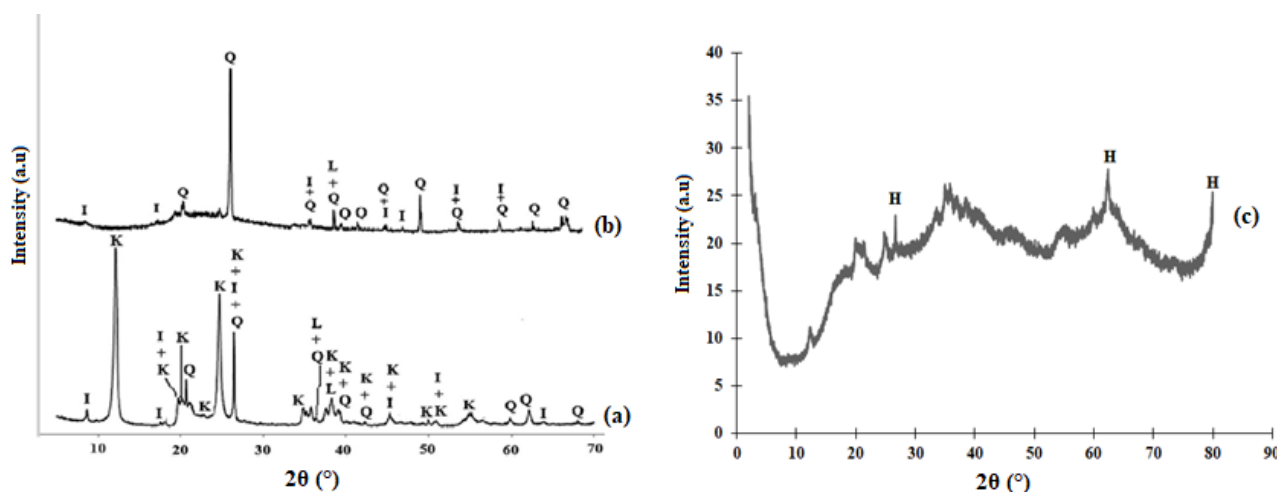 Intensity (a.u)
I
I
Q
Q
I
+
Q
L
+
Q
Q
Q
Q
+
I
I
Q
I
+
Q
I
+
Q
Q
Q
(b)
I
K
I
I
+
K
K
Q
K
K
K
+
I
+
Q
K
L
+
Q
K
+
L
K
+
Q
K
+
Q
K
+
I
K
I
+
K
K
Q
Q
I
Q
(a)
10 20 30 40 50 60 70
2θ (°)
Intensity (a.u)
40
35
30
25
20
15
10
5
0
H
H
H
(c)
0 10 20 30 40 50 60 70 80 90
2θ (°)